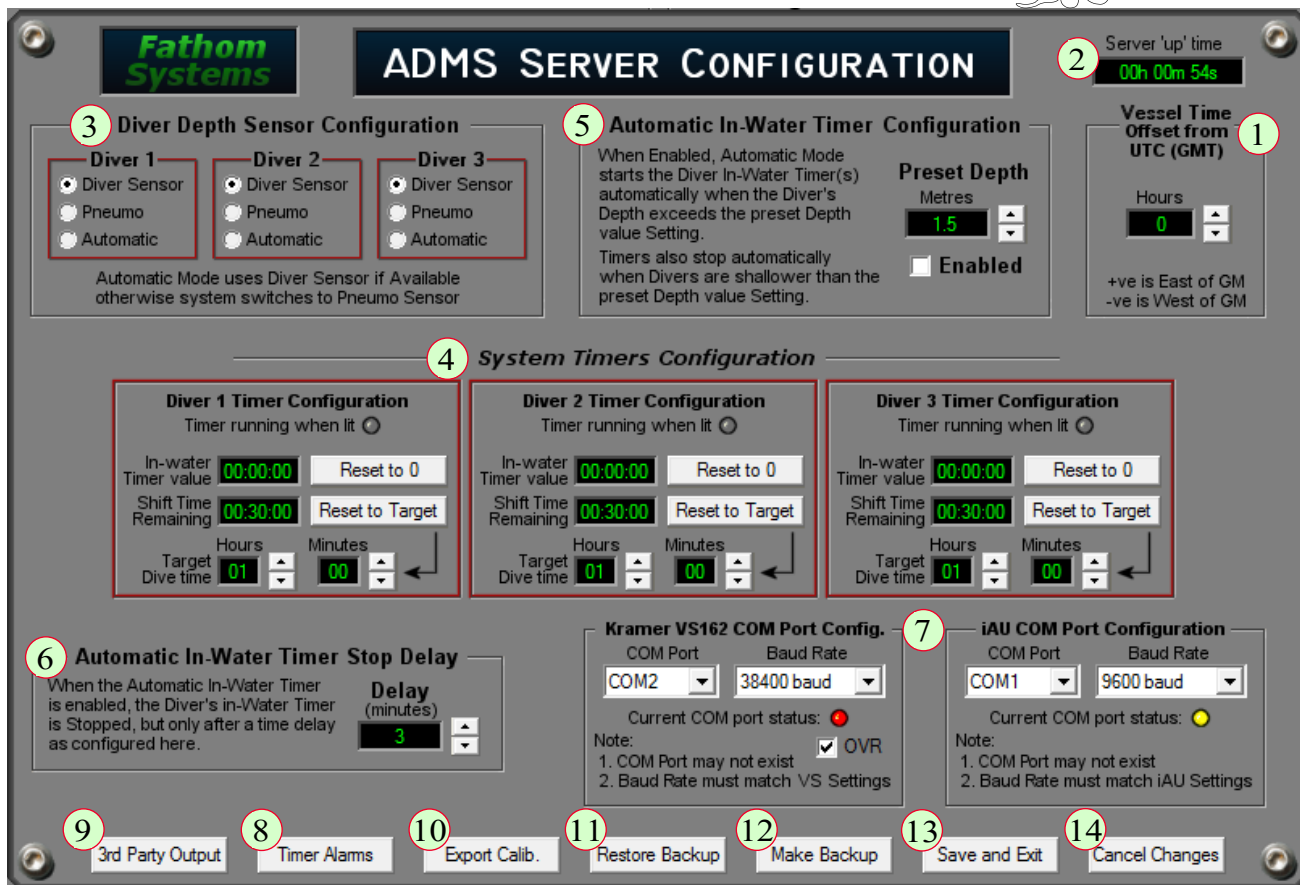 Fathom
Systems
ADMS SERVER CONFIGURATION
2
Server 'up' time
00h 00m 54s
3
Diver Depth Sensor Configuration
Diver 1
Diver Sensor
Pneumo
Automatic
Diver 2
Diver Sensor
Pneumo
Automatic
Diver 3
Diver Sensor
Pneumo
Automatic
Automatic Mode uses Diver Sensor if Available
otherwise system switches to Pneumo Sensor
5
Automatic In-Water Timer Configuration
When Enabled, Automatic Mode
starts the Diver In-Water Timer(s)
automatically when the Diver's
Depth exceeds the preset Depth
value Setting.
Timers also stop automatically
when Divers are shallower than the
preset Depth value Setting.
Preset Depth
Metres
1.5
Enabled
Vessel Time
Offset from
UTC (GMT)
1
Hours
0
+ve is East of GM
-ve is West of GM
4
System Timers Configuration
Diver 1 Timer Configuration
Timer running when lit
In-water
Timer value
00:00:00
Reset to 0
Shift Time
Remaining
00:30:00
Reset to Target
Hours
Minutes
Target
Dive time
01
00
Diver 2 Timer Configuration
Timer running when lit
In-water
Timer value
00:00:00
Reset to 0
Shift Time
Remaining
00:30:00
Reset to Target
Hours
Minutes
Target
Dive time
01
00
Diver 3 Timer Configuration
Timer running when lit
In-water
Timer value
00:00:00
Reset to 0
Shift Time
Remaining
00:30:00
Reset to Target
Hours
Minutes
Target
Dive time
01
00
6
Automatic In-Water Timer Stop Delay
When the Automatic In-Water Timer
is enabled, the Diver's in-Water Timer
is Stopped, but only after a time delay
as configured here.
Delay
(minutes)
3
Kramer VS162 COM Port Config.
COM Port
Baud Rate
COM2
38400 baud
Current COM port status:
Note:
OVR
1. COM Port may not exist
2. Baud Rate must match VS Settings
7
iAU COM Port Configuration
COM Port
Baud Rate
COM1
9600 baud
Current COM port status:
Note:
1. COM Port may not exist
2. Baud Rate must match iAU Settings
9
3rd Party Output
8
Timer Alarms
10
Export Calib.
11
Restore Backup
12
Make Backup
13
Save and Exit
14
Cancel Changes